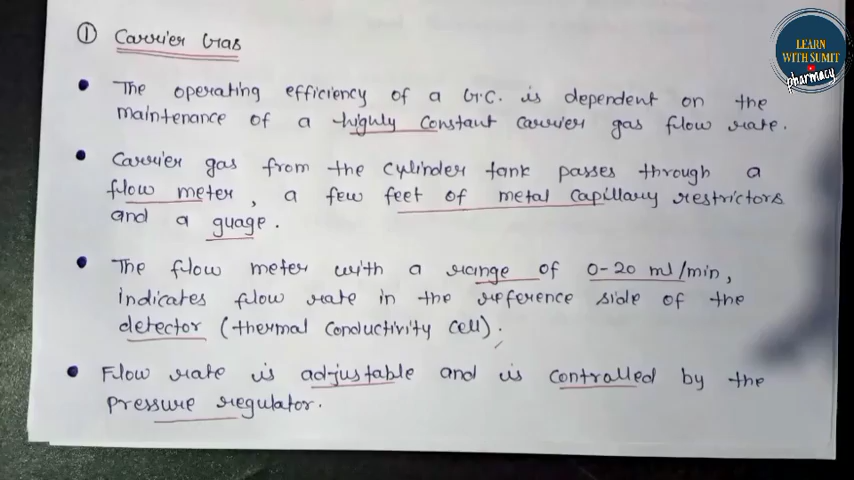 ① Carrier Gas
LEARN
WITH SUMIT
pharmacy
• The operating efficiency of a G.C. is dependent on the
maintenance of a highly constant carrier gas flow rate.
• Carrier gas from the cylinder tank passes through a
flow meter, a few feet of metal capillary restrictors
and a guage.
• The flow meter with a range of 0-20 ml/min,
indicates flow rate in the reference side of the
detector (thermal conductivity cell).
• Flow rate is adjustable and is contralled by the
pressure regulator.